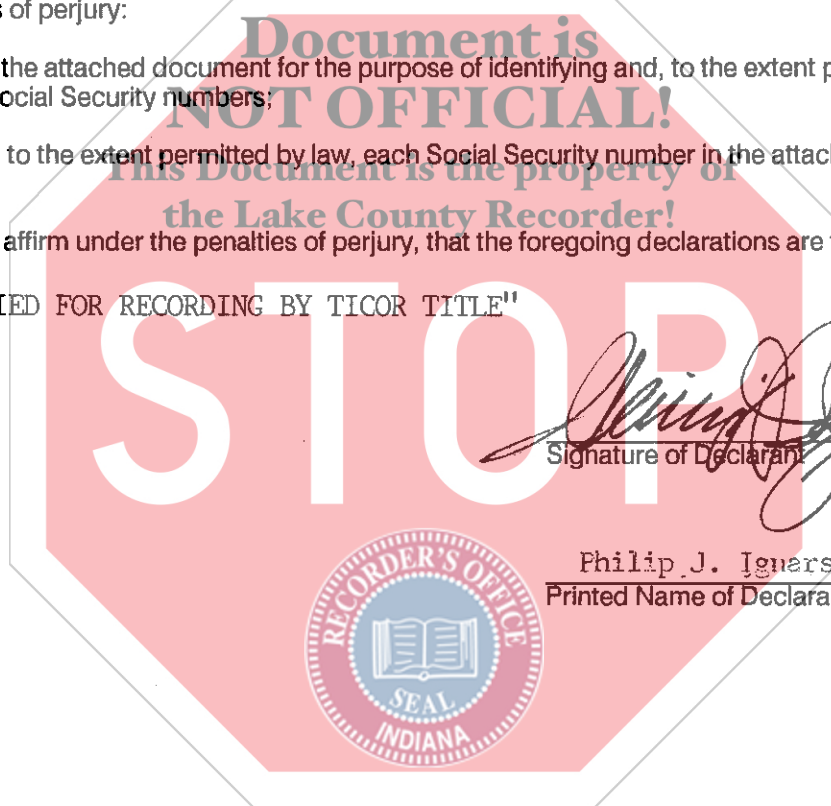 s of perjury:
Document is
the attached document for the purpose of identifying and, to the extent p
ocial Security numbers;
NOT OFFICIAL!
to the extent permitted by law, each Social Security number in the attach
This Document is the property of
the Lake County Recorder!
affirm under the penalties of perjury, that the foregoing declarations are
IED FOR RECORDING BY TICOR TITLE"
STOP
Signature of Declarant
Philip J. Ignars
Printed Name of Declara
RECORDER'S OFFICE
SEAL
INDIANA